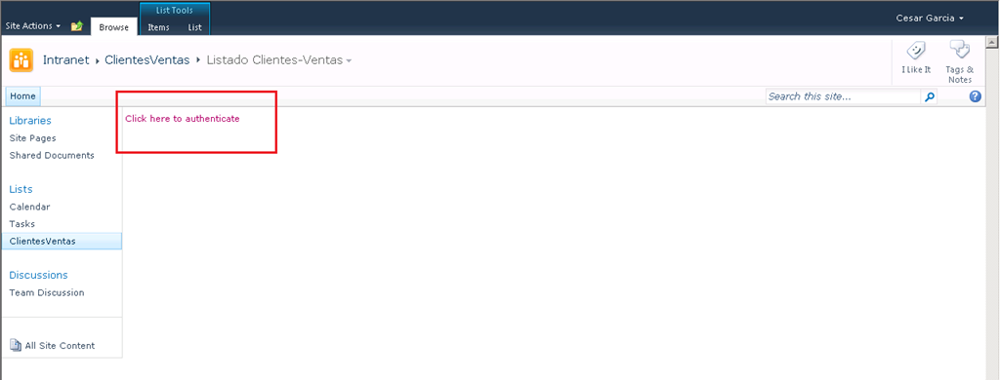 List Tools
Site Actions
Browse
Items
List
Cesar Garcia
Intranet
ClientesVentas
Listado Clientes-Ventas
I Like It
Tags &
Notes
Home
Search this site...
Libraries
Site Pages
Shared Documents
Lists
Calendar
Tasks
ClientesVentas
Discussions
Team Discussion
All Site Content
Click here to authenticate